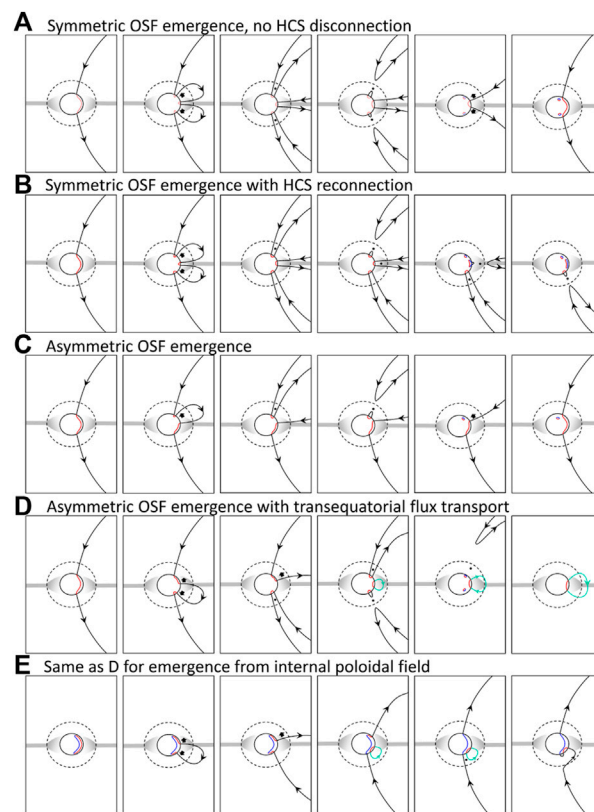 A Symmetric OSF emergence, no HCS disconnection
B Symmetric OSF emergence with HCS reconnection
C Asymmetric OSF emergence
D Asymmetric OSF emergence with transequatorial flux transport
E Same as D for emergence from internal poloidal field